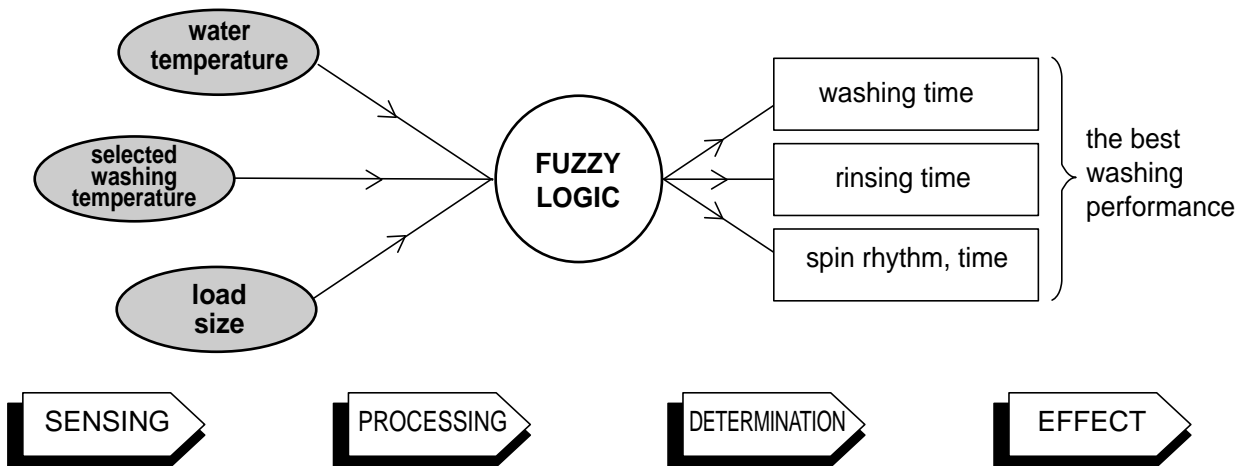 water
temperature
selected
washing
temperature
load
size
FUZZY
LOGIC
washing time
rinsing time
spin rhythm, time
the best
washing
performance
SENSING
PROCESSING
DETERMINATION
EFFECT